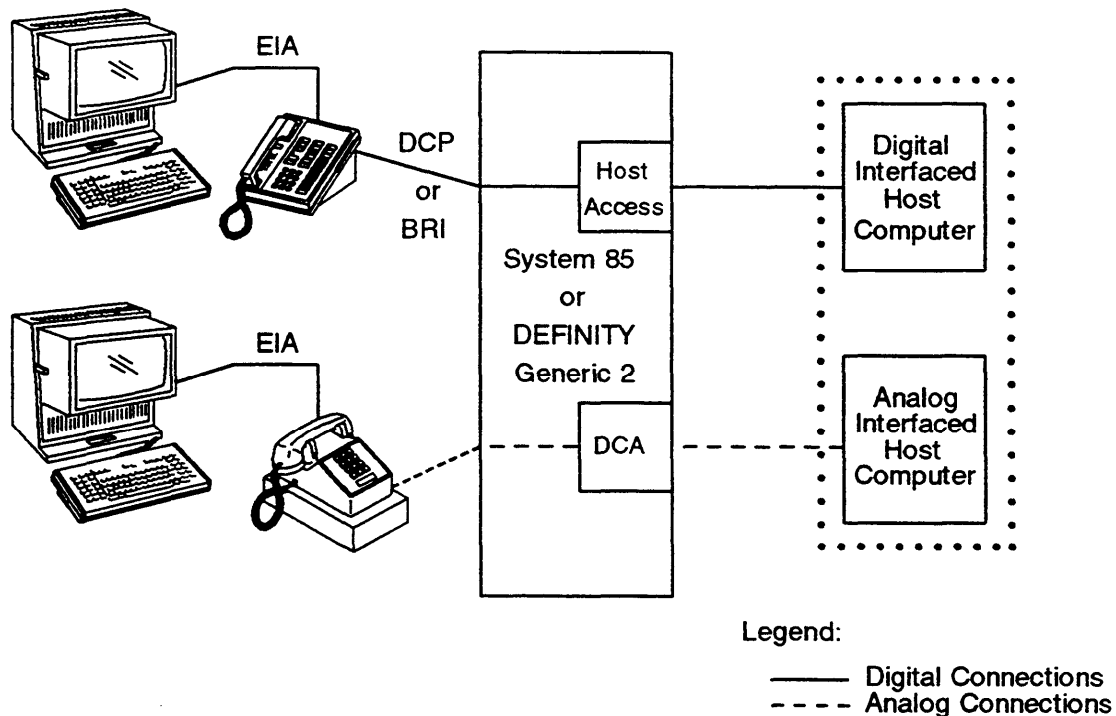 EIA
DCP
or
BRI
Host
Access
Digital
Interfaced
Host
Computer
System 85
or
DEFINITY
Generic 2
EIA
DCA
Analog
Interfaced
Host
Computer
Legend:
Digital Connections
Analog Connections